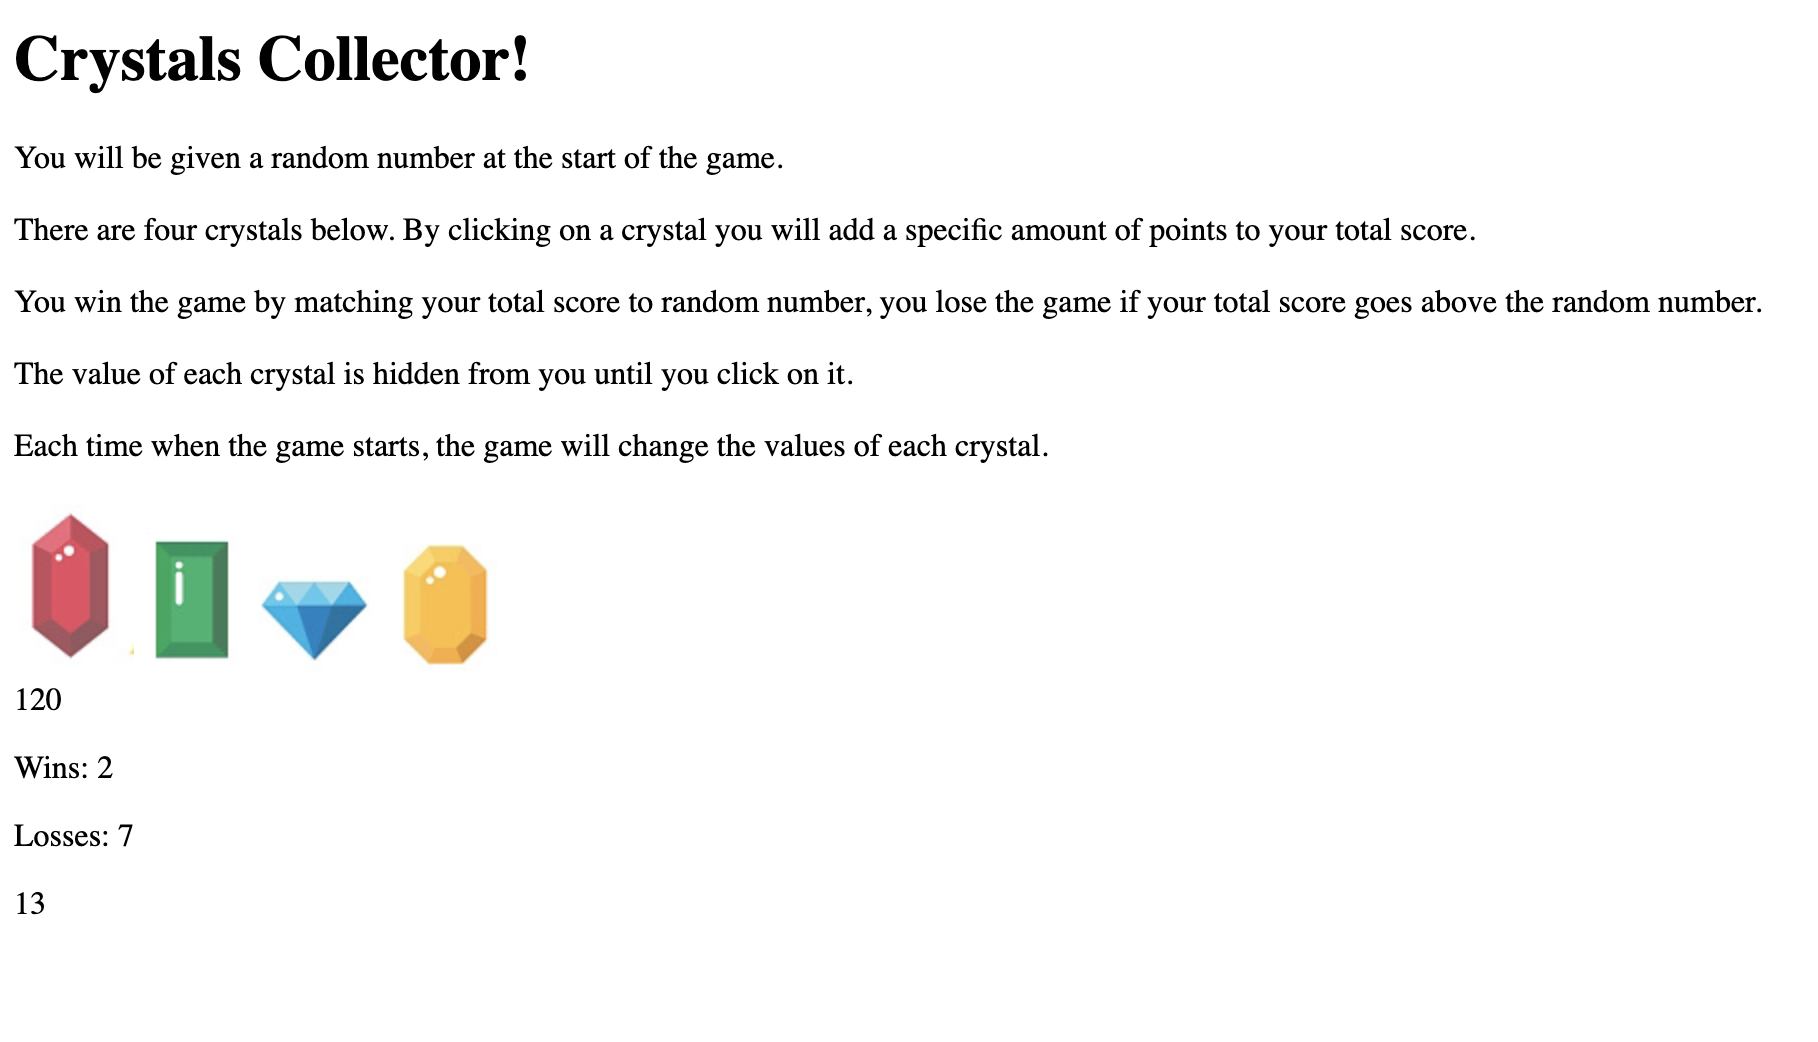 Crystals Collector!
You will be given a random number at the start of the game.
There are four crystals below. By clicking on a crystal you will add a specific amount of points to your total score.
You win the game by matching your total score to random number, you lose the game if your total score goes above the random number.
The value of each crystal is hidden from you until you click on it.
Each time when the game starts, the game will change the values of each crystal.
120
Wins: 2
Losses: 7
13